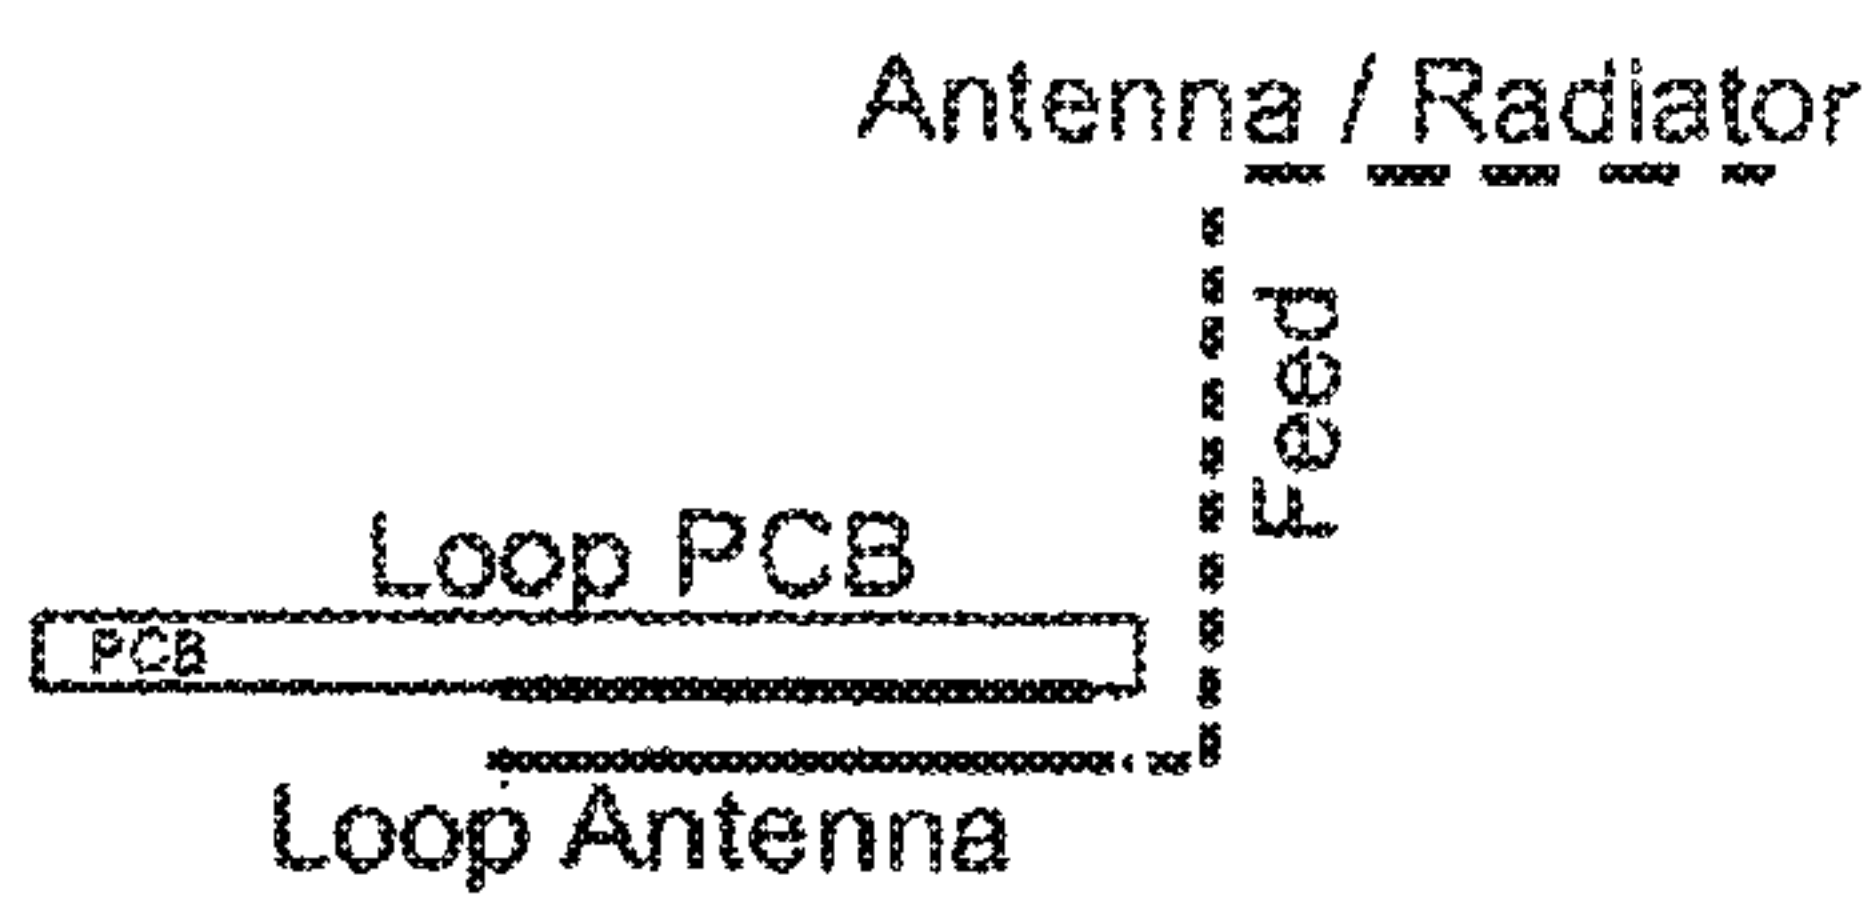 Antenna / Radiator
Feed
Loop PCB
PCB
Loop Antenna